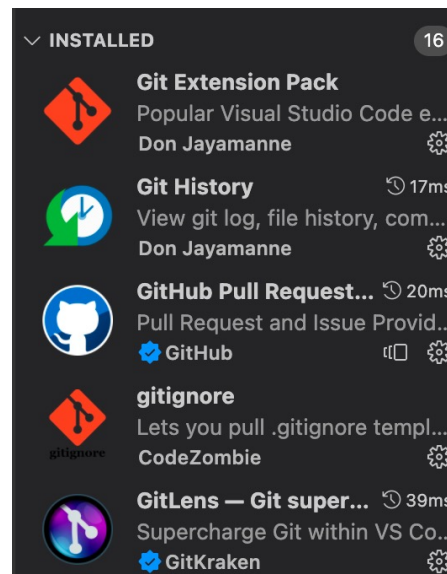 INSTALLED 16
Git Extension Pack
Popular Visual Studio Code e...
Don Jayamanne
Git History 17ms
View git log, file history, com...
Don Jayamanne
GitHub Pull Request... 20ms
Pull Request and Issue Provid...
GitHub
gitignore
Lets you pull .gitignore templ...
gitignore
CodeZombie
GitLens — Git super... 39ms
Supercharge Git within VS Co...
GitKraken